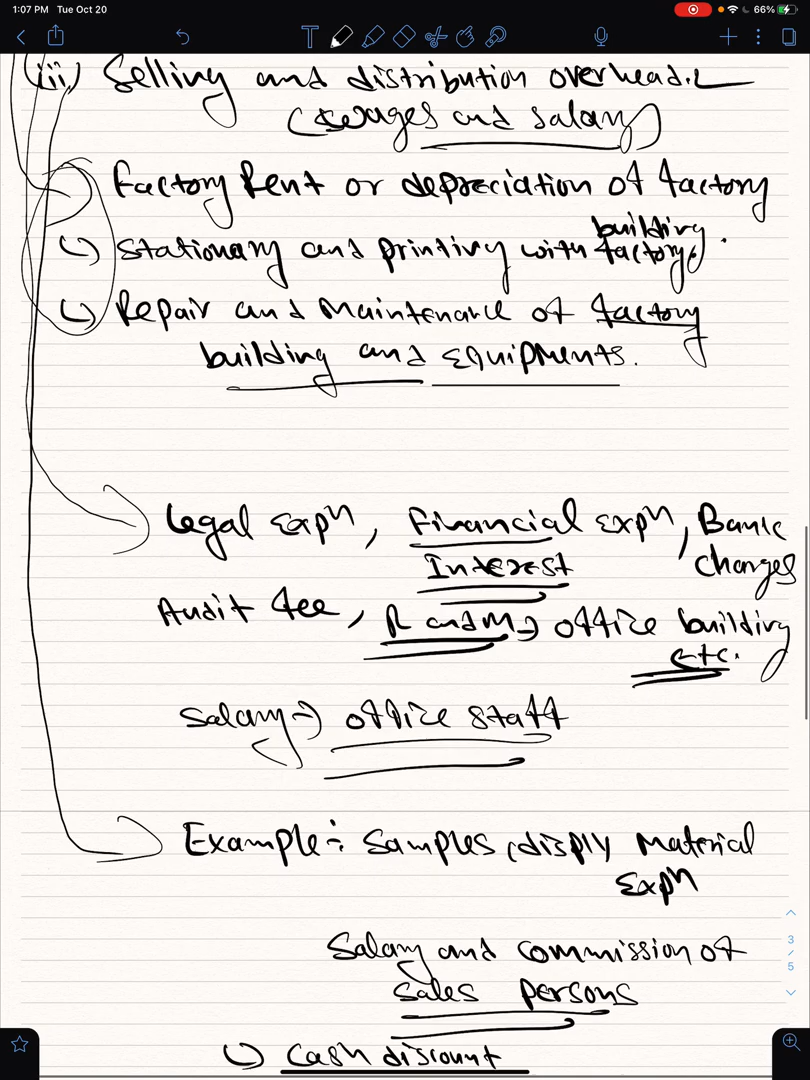 1:07 PM Tue Oct 20
66%
(iii) Selling and distribution overhead.
(wages and salary)
Factory Rent or depreciation of factory
building
Stationary and printing with factory.
Repair and Maintenance of factory
building and Equipments.
Legal Expn, Financial Expn, Bank
Interest charges
Audit fee, R and M → office building
etc.
Salary → office staff
Example :- Samples, disply Material
Expn
Salary and commission of
sales persons
3
/
5
Cash discount